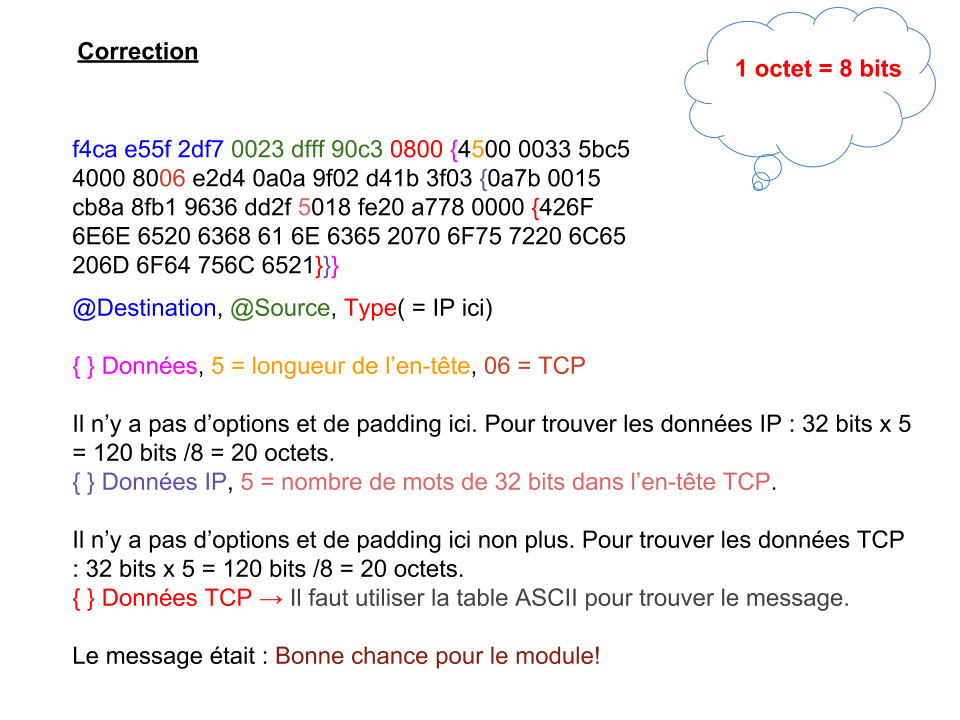 Correction
1 octet = 8 bits
f4ca e55f 2df7 0023 dfff 90c3 0800 {4500 0033 5bc5
4000 8006 e2d4 0a0a 9f02 d41b 3f03 {0a7b 0015
cb8a 8fb1 9636 dd2f 5018 fe20 a778 0000 {426F
6E6E 6520 6368 61 6E 6365 2070 6F75 7220 6C65
206D 6F64 756C 6521}}}
@Destination, @Source, Type( = IP ici)
{ } Données, 5 = longueur de l’en-tête, 06 = TCP
Il n’y a pas d’options et de padding ici. Pour trouver les données IP : 32 bits x 5
= 120 bits /8 = 20 octets.
{ } Données IP, 5 = nombre de mots de 32 bits dans l’en-tête TCP.
Il n’y a pas d’options et de padding ici non plus. Pour trouver les données TCP
: 32 bits x 5 = 120 bits /8 = 20 octets.
{ } Données TCP → Il faut utiliser la table ASCII pour trouver le message.
Le message était : Bonne chance pour le module!